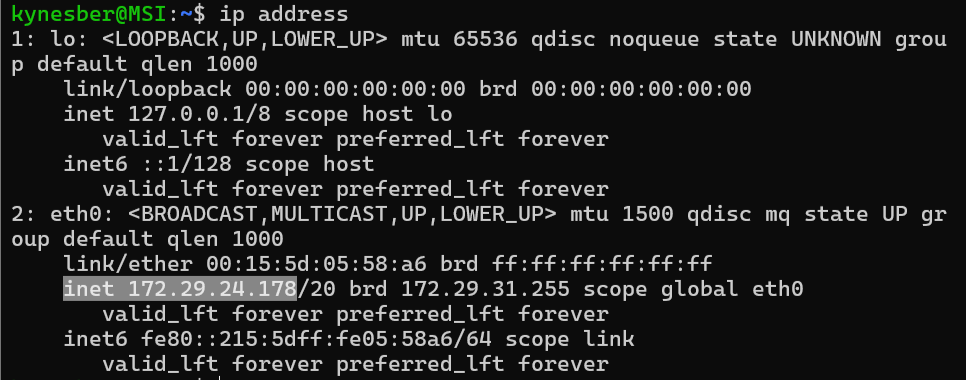 kynesber@MSI:~$ ip address
1: lo: <LOOPBACK,UP,LOWER_UP> mtu 65536 qdisc noqueue state UNKNOWN grou
p default qlen 1000
    link/loopback 00:00:00:00:00:00 brd 00:00:00:00:00:00
    inet 127.0.0.1/8 scope host lo
       valid_lft forever preferred_lft forever
    inet6 ::1/128 scope host
       valid_lft forever preferred_lft forever
2: eth0: <BROADCAST,MULTICAST,UP,LOWER_UP> mtu 1500 qdisc mq state UP gr
oup default qlen 1000
    link/ether 00:15:5d:05:58:a6 brd ff:ff:ff:ff:ff:ff
    inet 172.29.24.178/20 brd 172.29.31.255 scope global eth0
       valid_lft forever preferred_lft forever
    inet6 fe80::215:5dff:fe05:58a6/64 scope link
       valid_lft forever preferred_lft forever